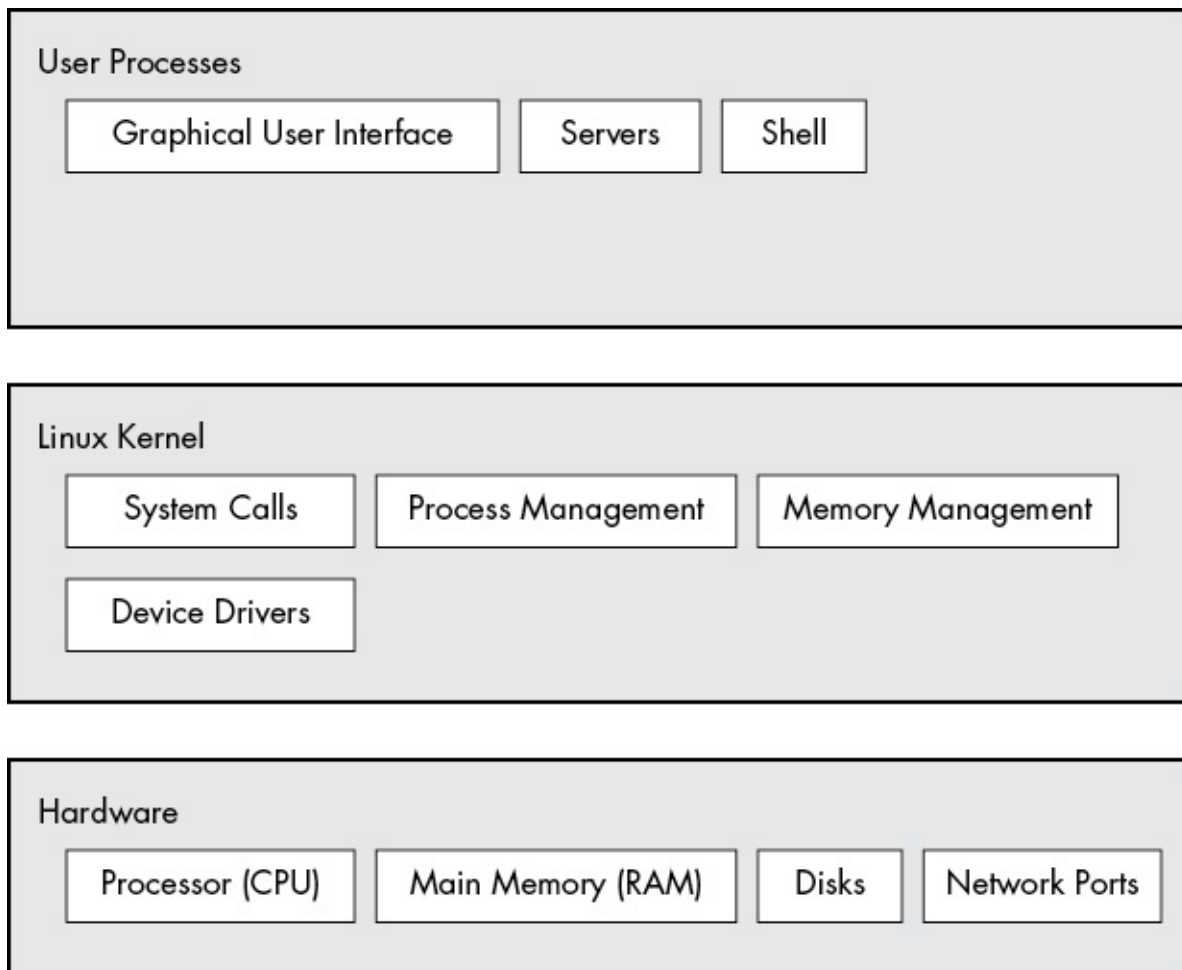 User Processes
Graphical User Interface Servers Shell
Linux Kernel
System Calls Process Management Memory Management
Device Drivers
Hardware
Processor (CPU) Main Memory (RAM) Disks Network Ports